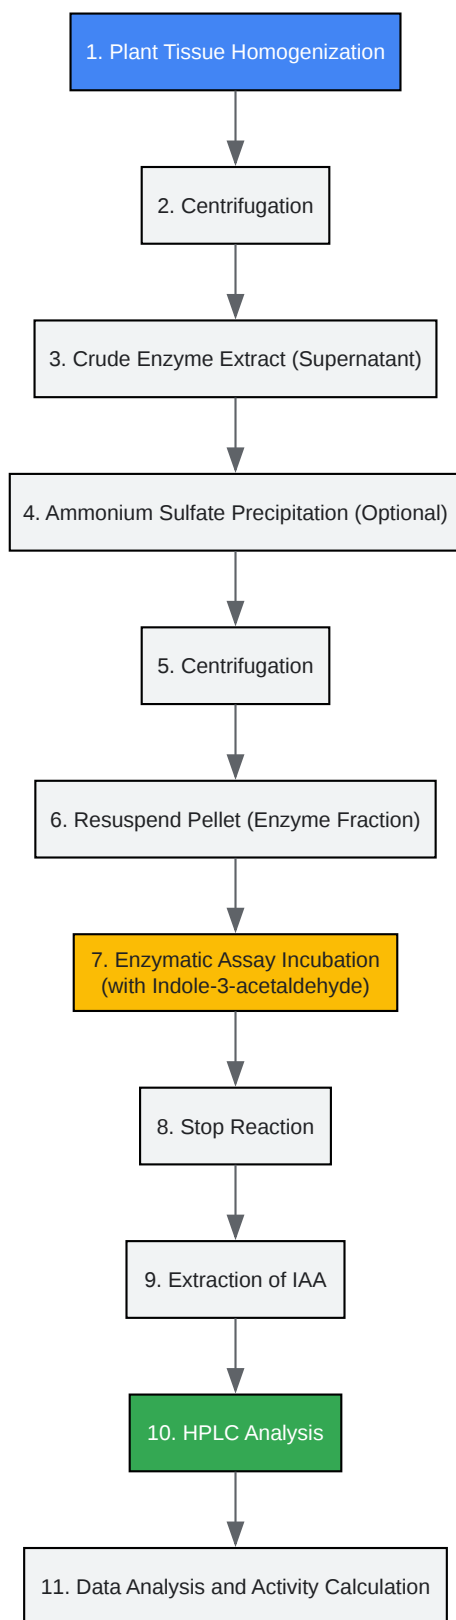 1. Plant Tissue Homogenization
2. Centrifugation
3. Crude Enzyme Extract (Supernatant)
4. Ammonium Sulfate Precipitation (Optional)
5. Centrifugation
6. Resuspend Pellet (Enzyme Fraction)
7. Enzymatic Assay Incubation
(with Indole-3-acetaldehyde)
8. Stop Reaction
9. Extraction of IAA
10. HPLC Analysis
11. Data Analysis and Activity Calculation